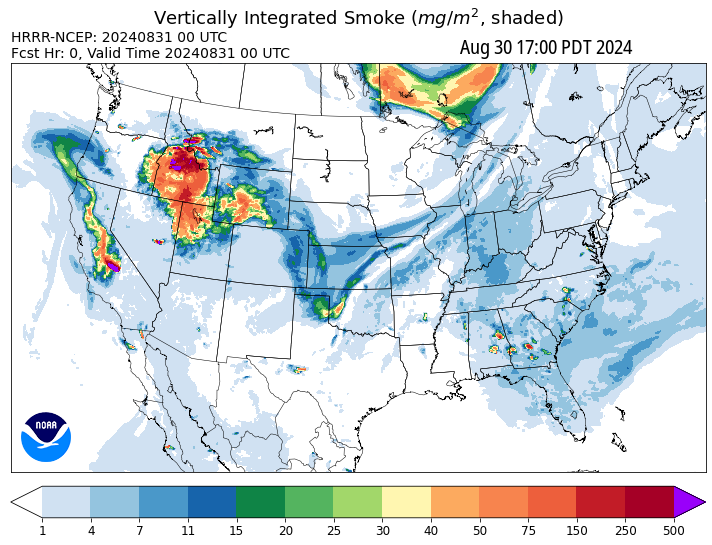 Vertically Integrated Smoke (mg/m², shaded)
HRRR-NCEP: 20240831 00 UTC
Fcst Hr: 0, Valid Time 20240831 00 UTC
Aug 30 17:00 PDT 2024
NOAA
1 4 7 11 15 20 25 30 40 50 75 150 250 500